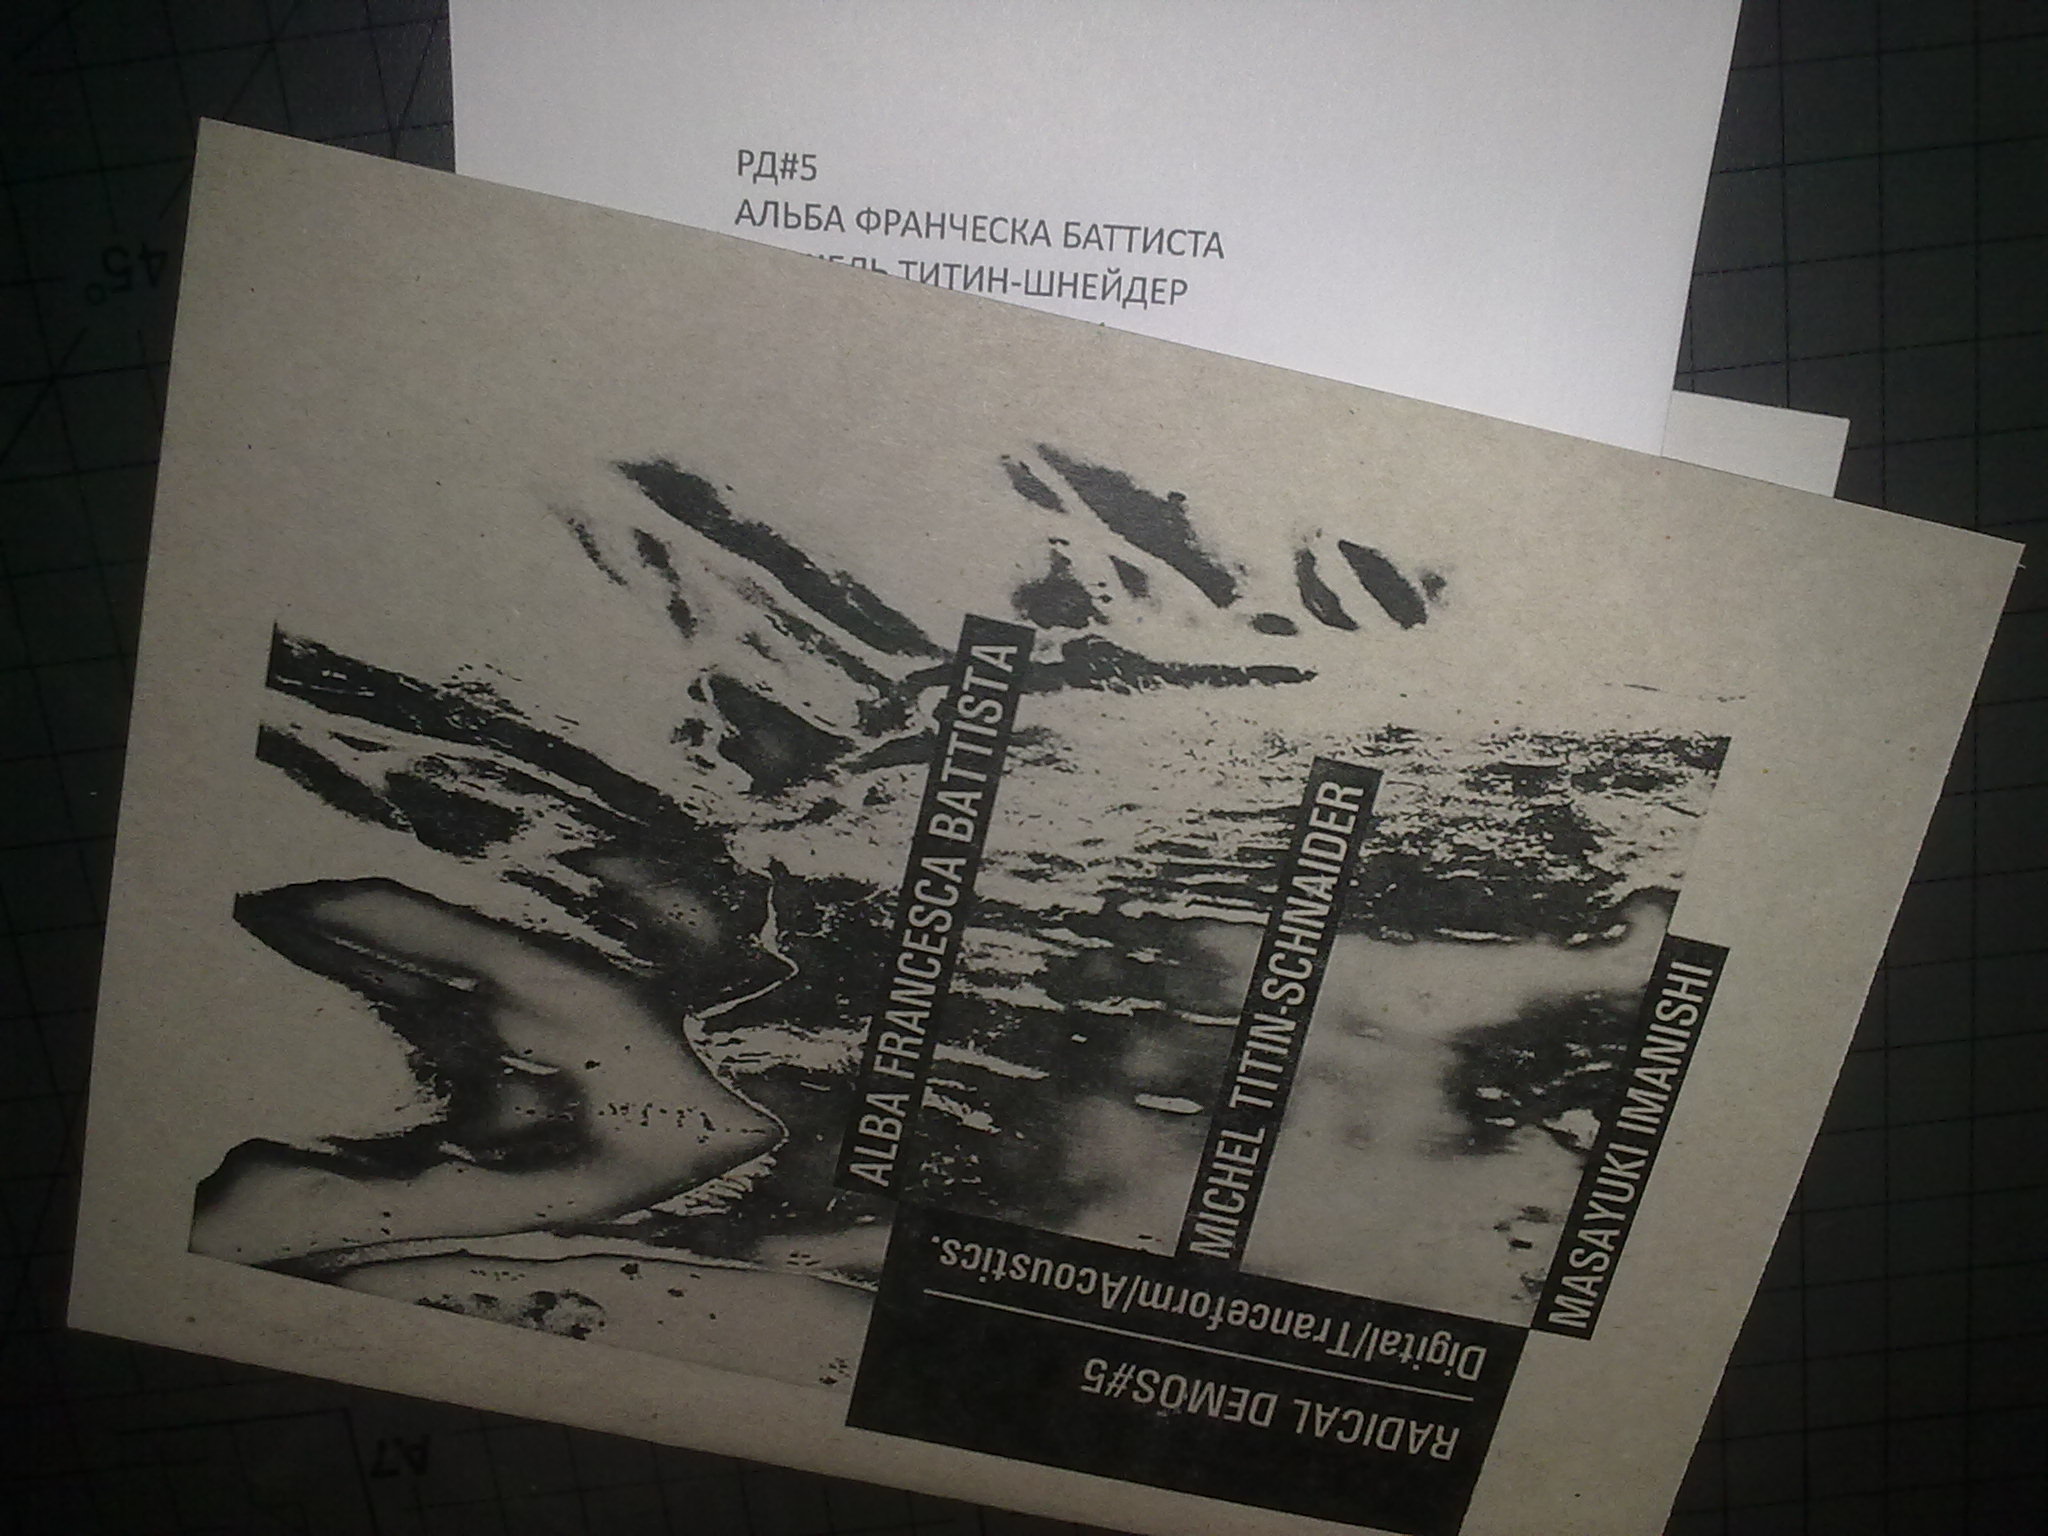 РД#5
АЛЬБА ФРАНЧЕСКА БАТТИСТА
ТИТИН-ШНЕЙДЕР
ALBA FRANCESCA BATTISTA
MICHEL TITIN-SCHNAIDER
MASAYUKI IMANISHI
RADICAL DEMOS#5
Digital/Tranceform/Acoustics.
45°
A7